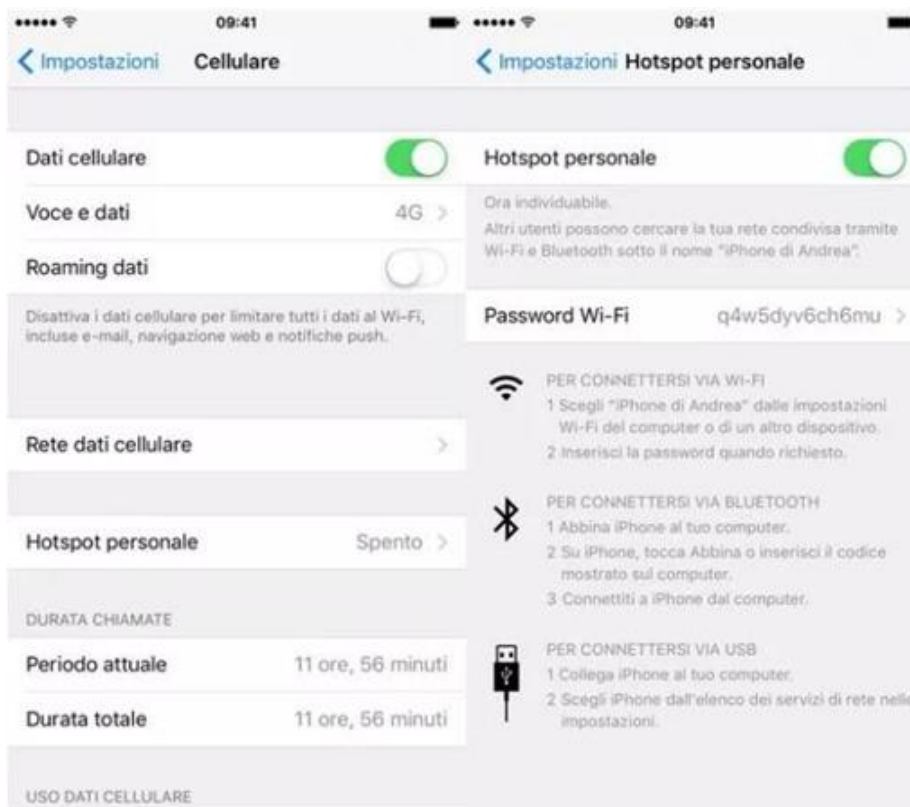 09:41
Impostazioni Cellulare
Dati cellulare
Voce e dati 4G
Roaming dati
Disattiva i dati cellulare per limitare tutti i dati al Wi-Fi,
incluse e-mail, navigazione web e notifiche push.
Rete dati cellulare
Hotspot personale Spento
DURATA CHIAMATE
Periodo attuale 11 ore, 56 minuti
Durata totale 11 ore, 56 minuti
USO DATI CELLULARE
09:41
Impostazioni Hotspot personale
Hotspot personale
Ora individuabile.
Altri utenti possono cercare la tua rete condivisa tramite
Wi-Fi e Bluetooth sotto il nome "iPhone di Andrea".
Password Wi-Fi q4w5dyv6ch6mu
PER CONNETTERSI VIA WI-FI
1 Scegli "iPhone di Andrea" dalle impostazioni
Wi-Fi del computer o di un altro dispositivo.
2 Inserisci la password quando richiesto.
PER CONNETTERSI VIA BLUETOOTH
1 Abbina iPhone al tuo computer.
2 Su iPhone, tocca Abbina o inserisci il codice
mostrato sul computer.
3 Connettiti a iPhone dal computer.
PER CONNETTERSI VIA USB
1 Collega iPhone al tuo computer.
2 Scegli iPhone dall'elenco dei servizi di rete nelle
impostazioni.